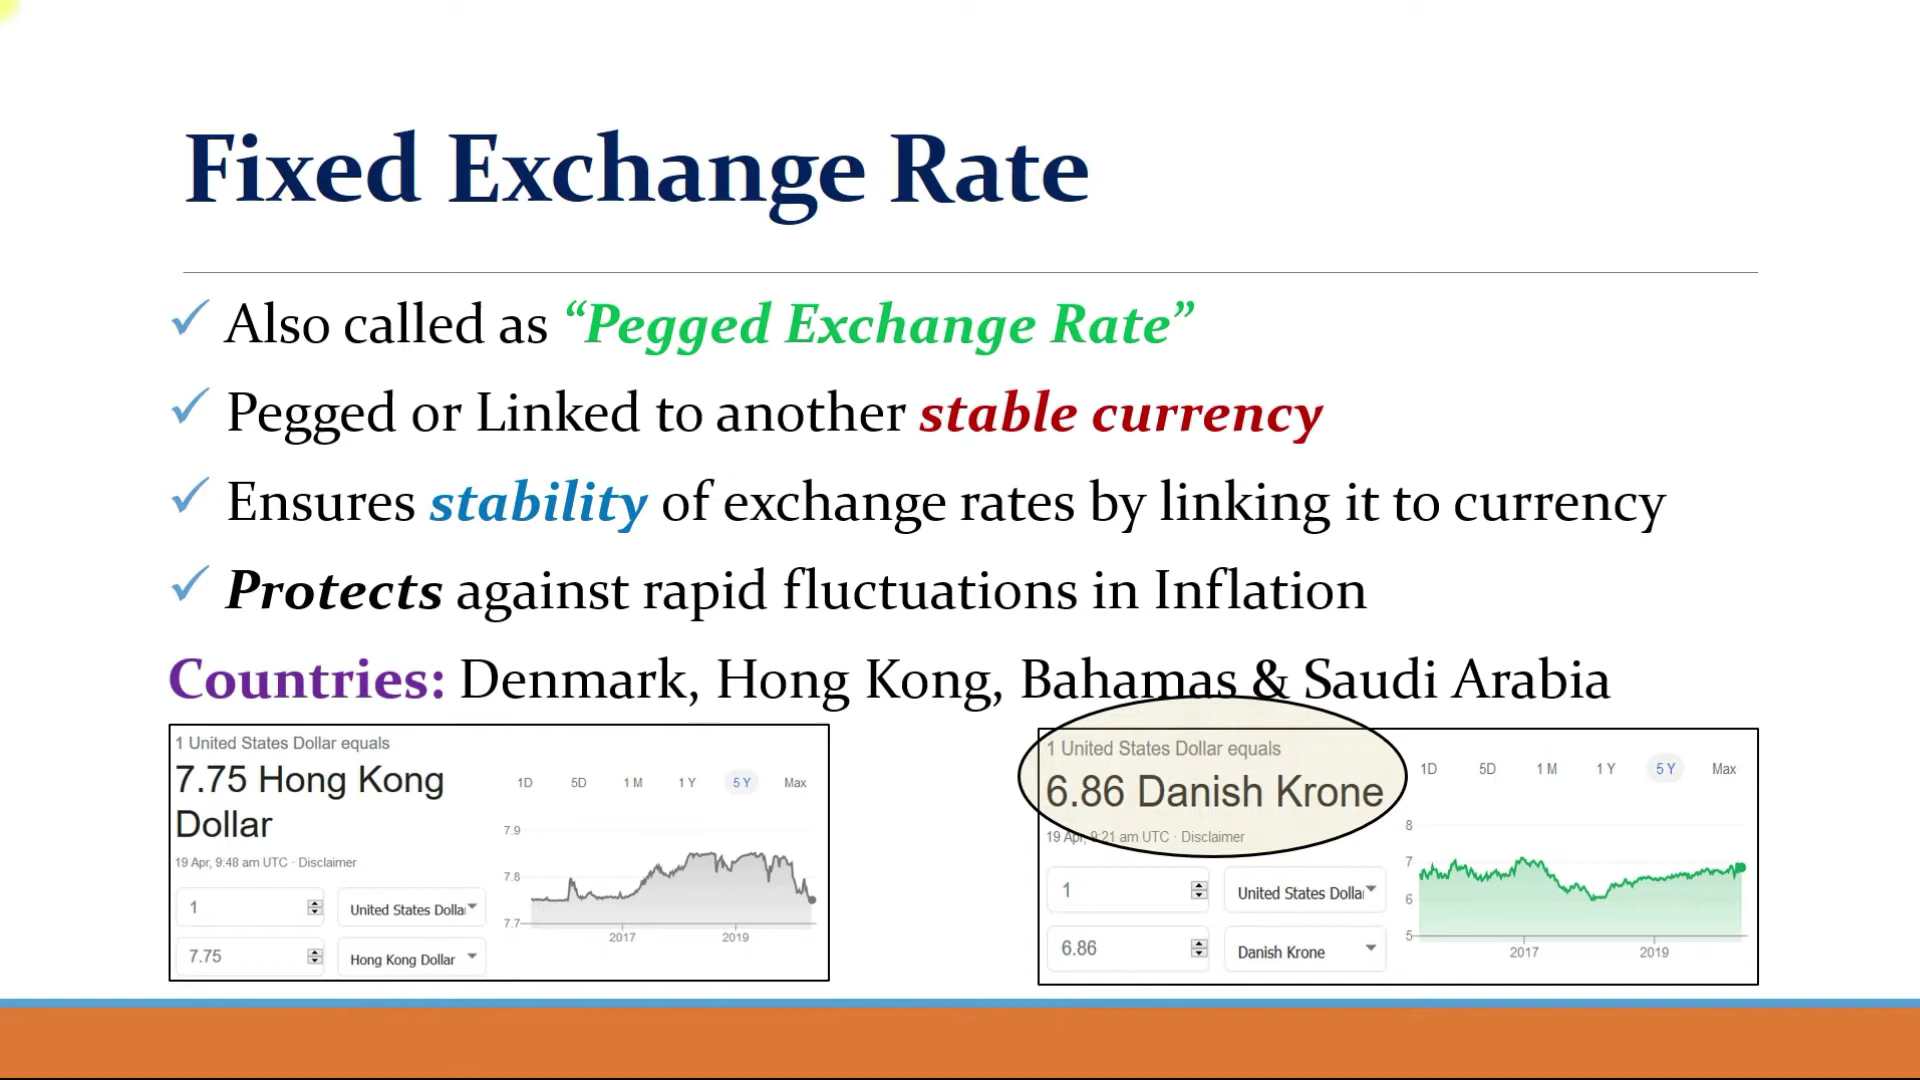 Fixed Exchange Rate
Also called as “Pegged Exchange Rate”
Pegged or Linked to another stable currency
Ensures stability of exchange rates by linking it to currency
Protects against rapid fluctuations in Inflation
Countries: Denmark, Hong Kong, Bahamas & Saudi Arabia
1 United States Dollar equals
7.75 Hong Kong
Dollar
19 Apr, 9:48 am UTC · Disclaimer
1
United States Dolla
7.75
Hong Kong Dollar
1D 5D 1 M 1 Y 5 Y Max
7.9
7.8
7.7
2017 2019
1 United States Dollar equals
6.86 Danish Krone
19 Apr, 9:21 am UTC · Disclaimer
1
United States Dolla
6.86
Danish Krone
1D 5D 1 M 1 Y 5 Y Max
8
7
6
5
2017 2019